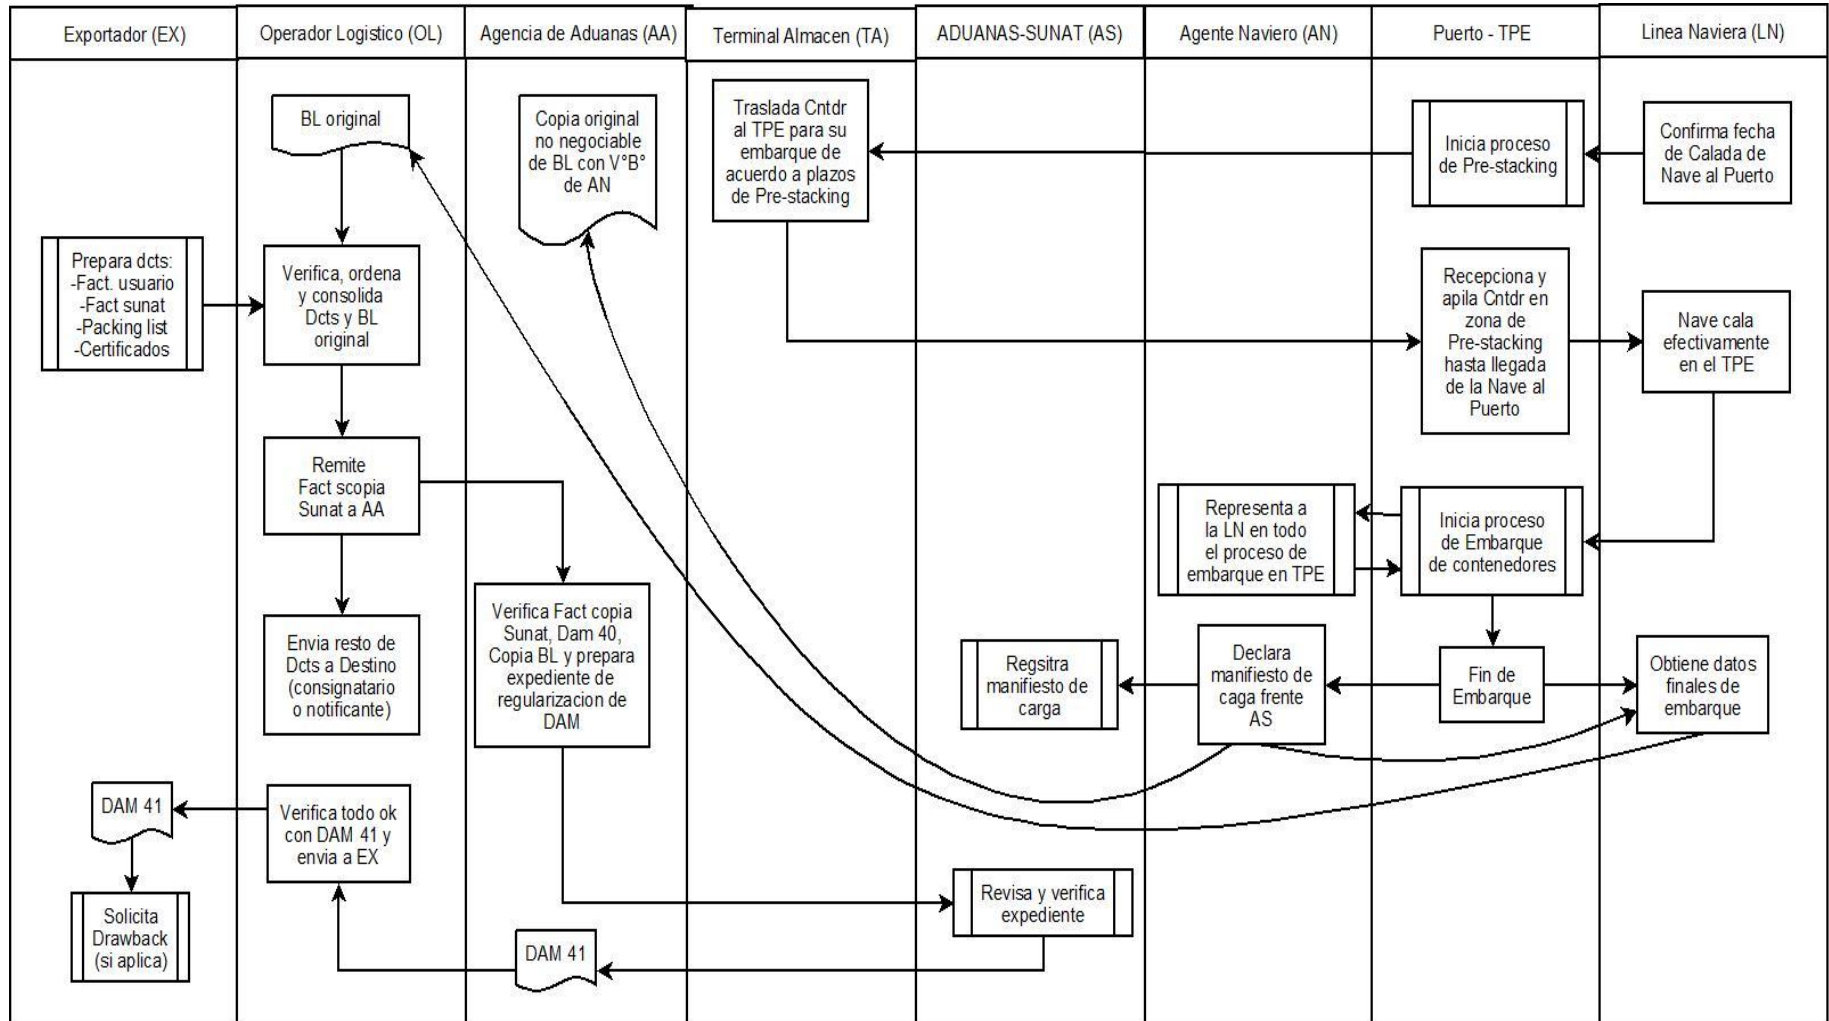 Exportador (EX)
Operador Logistico (OL)
Agencia de Aduanas (AA)
Terminal Almacen (TA)
ADUANAS-SUNAT (AS)
Agente Naviero (AN)
Puerto - TPE
Linea Naviera (LN)
BL original
Copia original
no negociable
de BL con V°B°
de AN
Traslada Cntdr
al TPE para su
embarque de
acuerdo a plazos
de Pre-stacking
Inicia proceso
de Pre-stacking
Confirma fecha
de Calada de
Nave al Puerto
Prepara dcts:
-Fact. usuario
-Fact sunat
-Packing list
-Certificados
Verifica, ordena
y consolida
Dcts y BL
original
Recepciona y
apila Cntdr en
zona de
Pre-stacking
hasta llegada
de la Nave al
Puerto
Nave cala
efectivamente
en el TPE
Remite
Fact scopia
Sunat a AA
Representa a
la LN en todo
el proceso de
embarque en TPE
Inicia proceso
de Embarque
de contenedores
Envia resto de
Dcts a Destino
(consignatario
o notificante)
Verifica Fact copia
Sunat, Dam 40,
Copia BL y prepara
expediente de
regularizacion de
DAM
Regsitra
manifiesto de
carga
Declara
manifiesto de
caga frente
AS
Fin de
Embarque
Obtiene datos
finales de
embarque
DAM 41
Verifica todo ok
con DAM 41 y
envia a EX
Solicita
Drawback
(si aplica)
DAM 41
Revisa y verifica
expediente